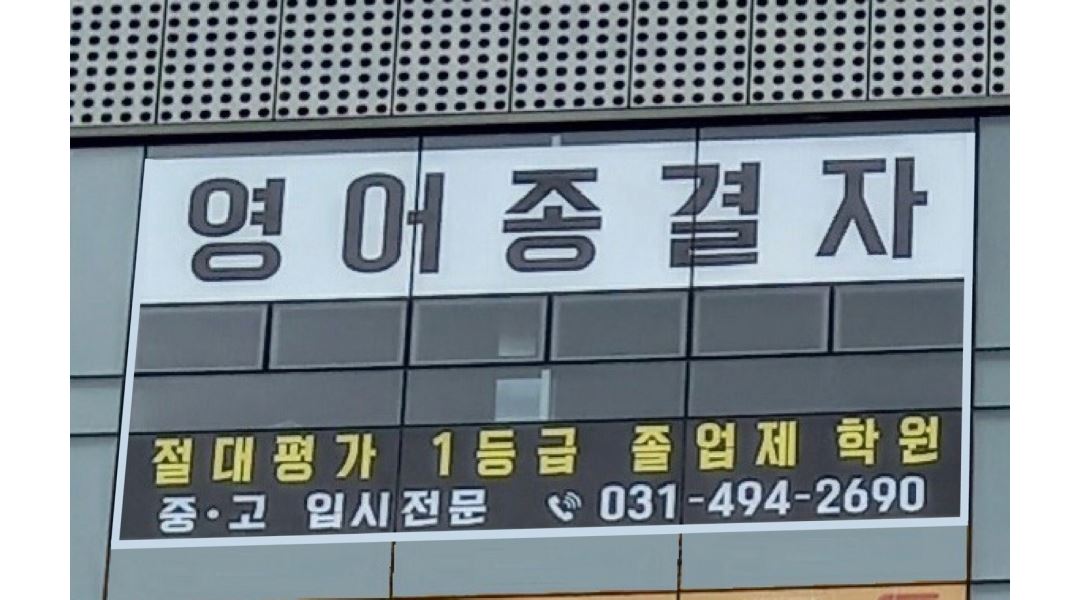 영어종결자
절대평가 1등급 졸업제 학원
중·고 입시전문 031-494-2690